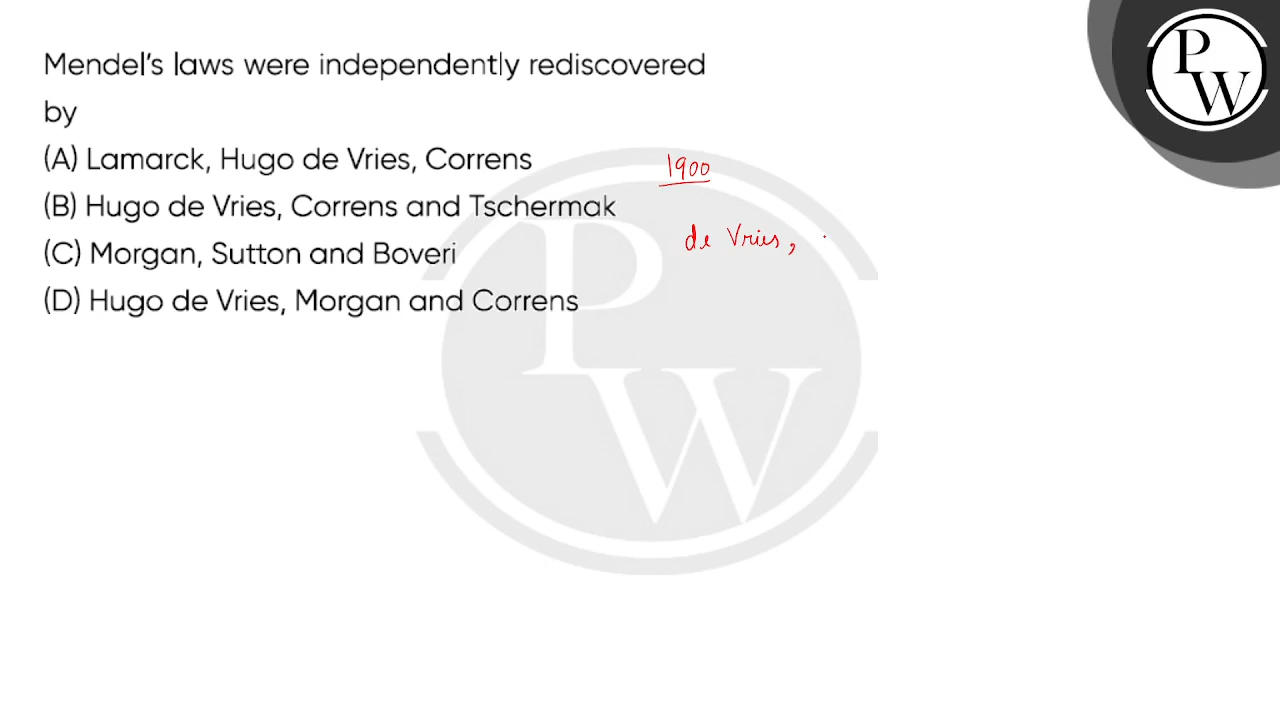 Mendel's laws were independently rediscovered
by
(A) Lamarck, Hugo de Vries, Correns
(B) Hugo de Vries, Correns and Tschermak
(C) Morgan, Sutton and Boveri
(D) Hugo de Vries, Morgan and Correns
1900
de Vries,
P
W
P
W